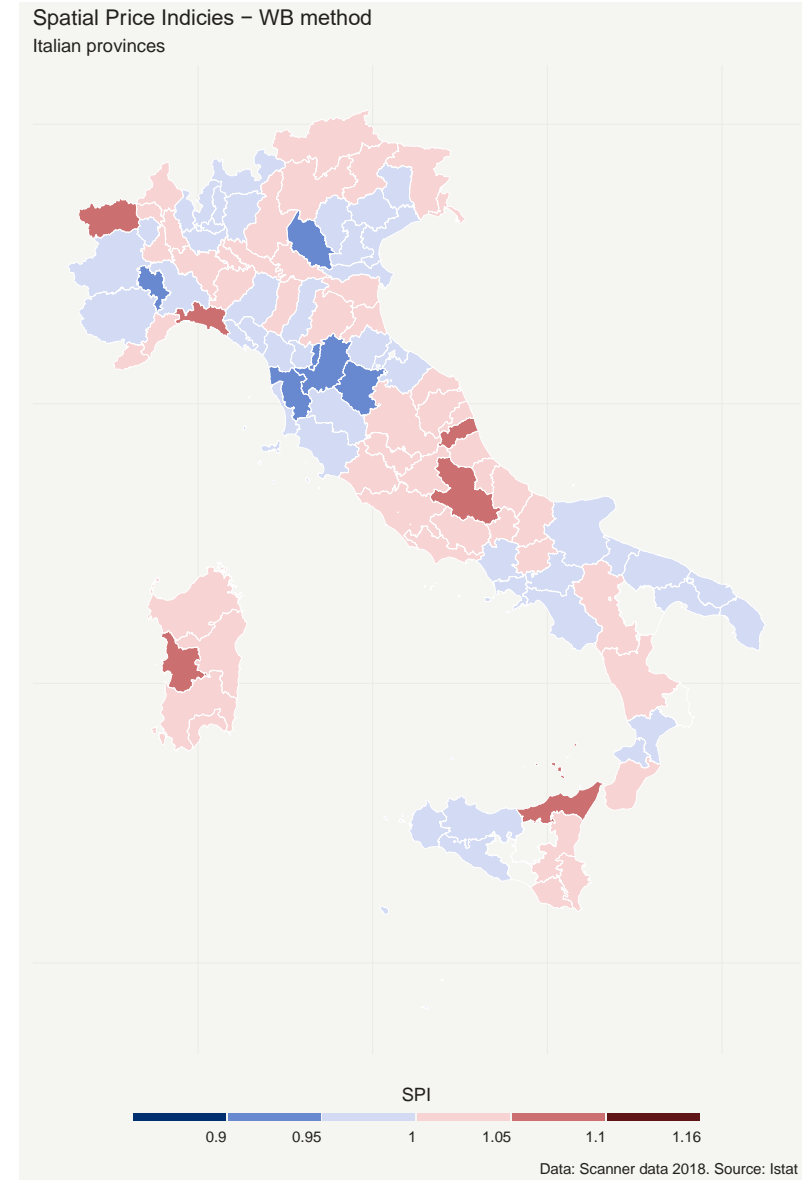 Spatial Price Indicies − WB method
Italian provinces
SPI
0.9 0.95 1 1.05 1.1 1.16
Data: Scanner data 2018. Source: Istat